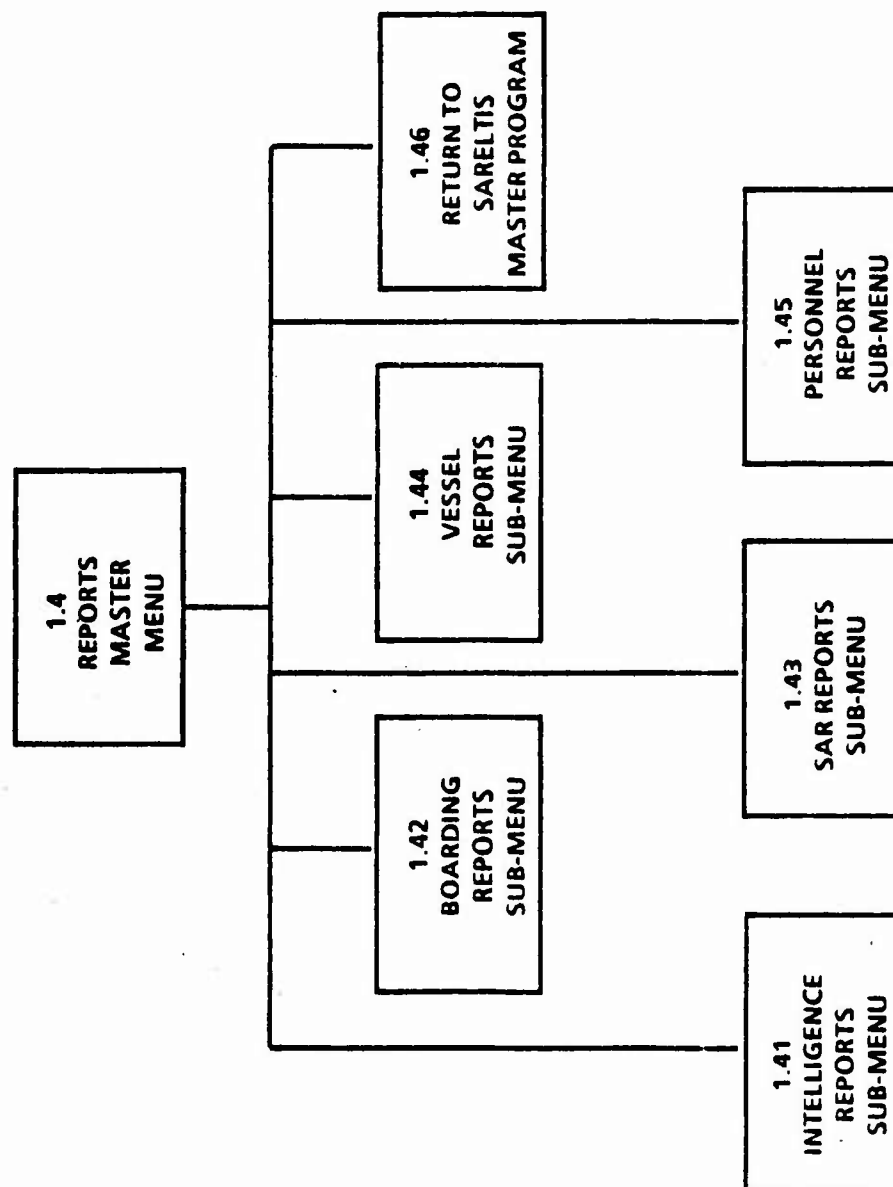 1.4
REPORTS
MASTER
MENU
1.42
BOARDING
REPORTS
SUB-MENU
1.44
VESSEL
REPORTS
SUB-MENU
1.46
RETURN TO
SARELTIS
MASTER PROGRAM
1.41
INTELLIGENCE
REPORTS
SUB-MENU
1.43
SAR REPORTS
SUB-MENU
1.45
PERSONNEL
REPORTS
SUB-MENU